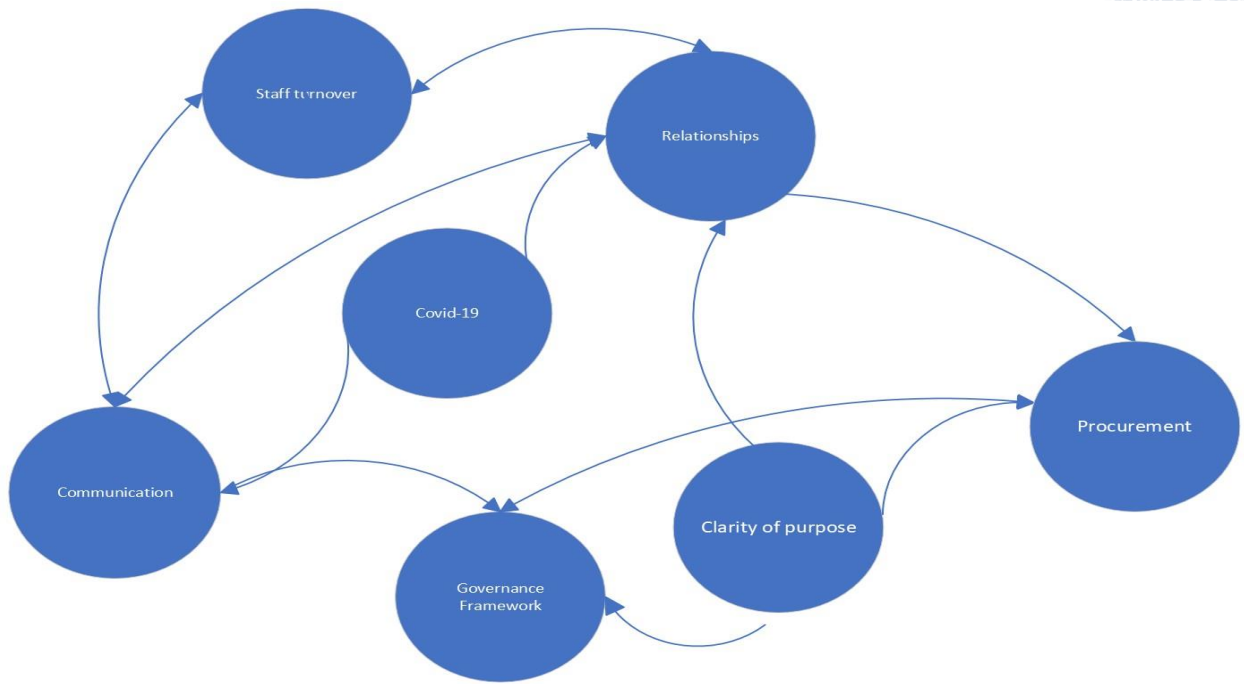 Staff turnover
Relationships
Covid-19
Procurement
Communication
Clarity of purpose
Governance
Framework